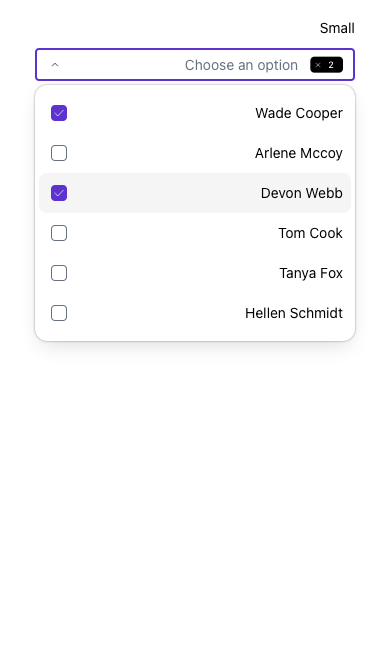 Small
Choose an option
× 2
Wade Cooper
Arlene Mccoy
Devon Webb
Tom Cook
Tanya Fox
Hellen Schmidt